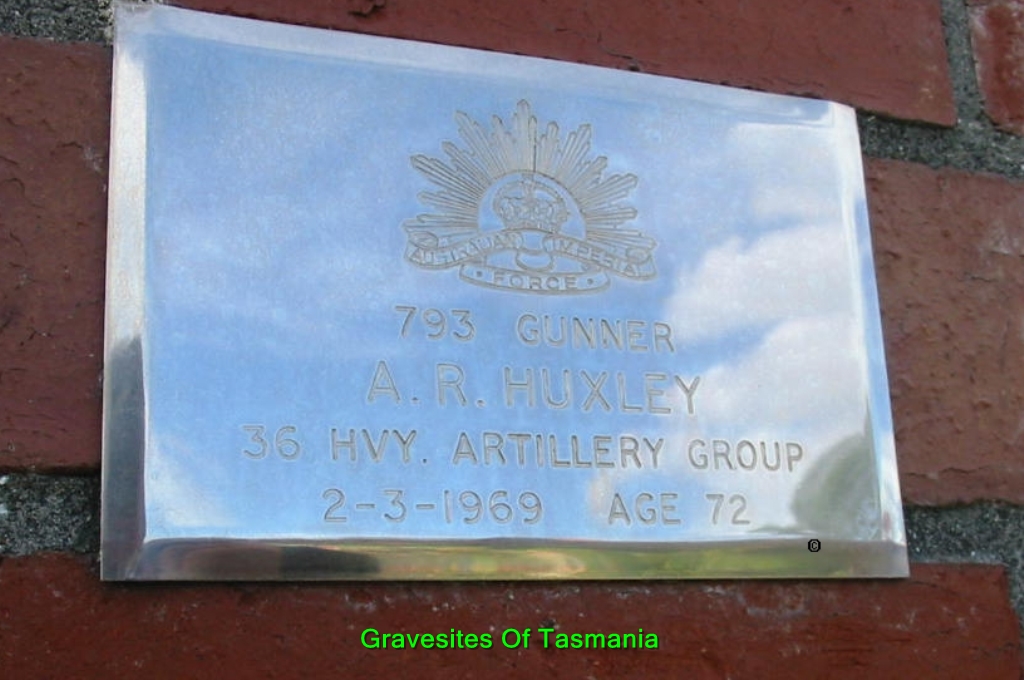 AUSTRALIAN IMPERIAL
FORCE
793 GUNNER
A. R. HUXLEY
36 HVY. ARTILLERY GROUP
2-3-1969 AGE 72
©
Gravesites Of Tasmania